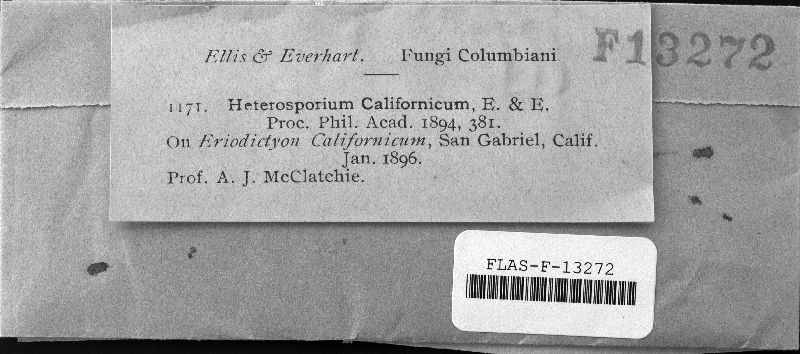 Ellis & Everhart. Fungi Columbiani
F13272
1171. Heterosporium Californicum, E. & E.
Proc. Phil. Acad. 1894, 381.
On Eriodictyon Californicum, San Gabriel, Calif.
Jan. 1896.
Prof. A. J. McClatchie.
FLAS-F-13272